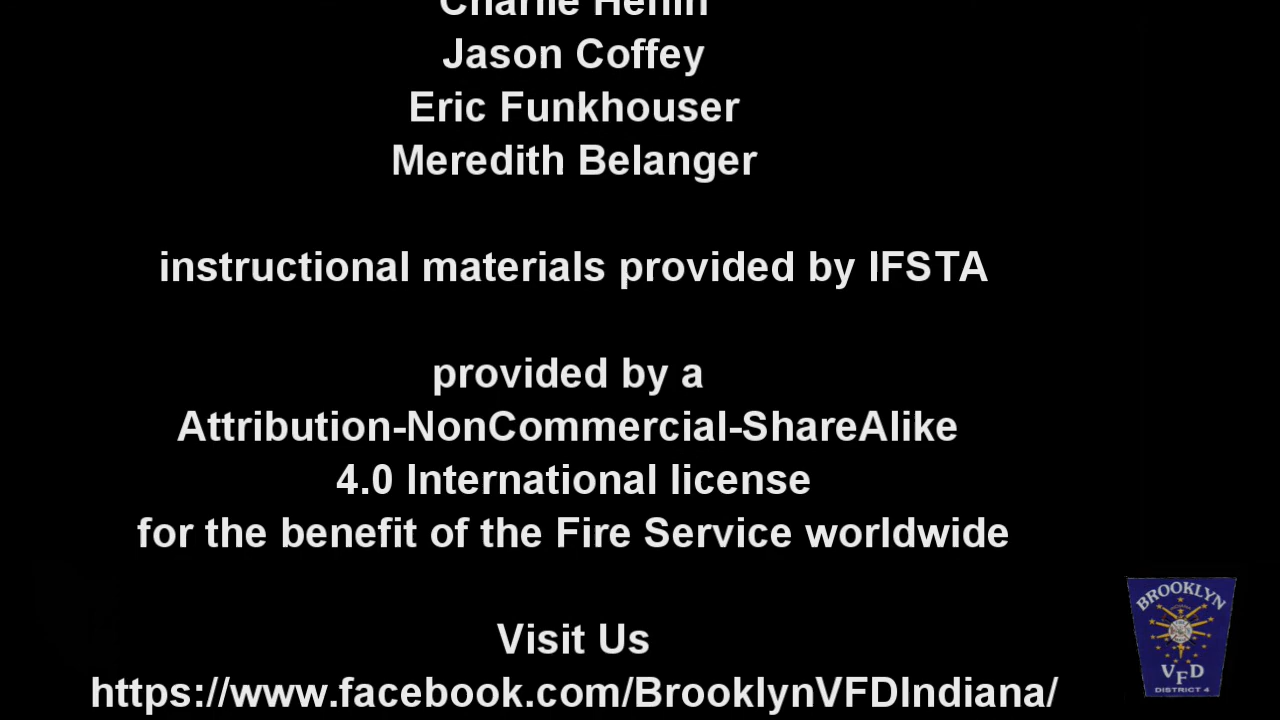 Charlie Henin
Jason Coffey
Eric Funkhouser
Meredith Belanger
instructional materials provided by IFSTA
provided by a
Attribution-NonCommercial-ShareAlike
4.0 International license
for the benefit of the Fire Service worldwide
Visit Us
https://www.facebook.com/BrooklynVFDIndiana/
BROOKLYN
VFD
DISTRICT 4